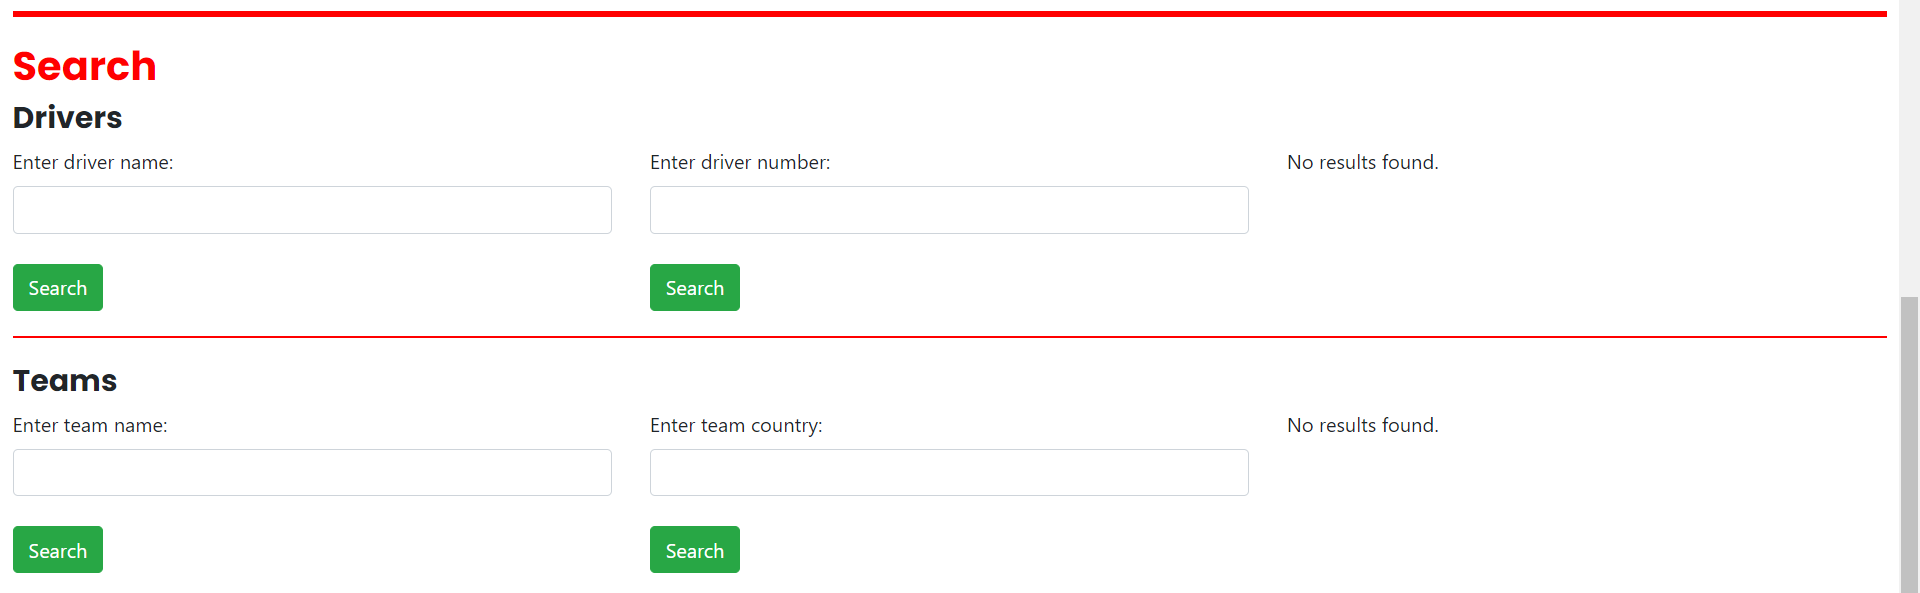 Search
Drivers
Enter driver name:
Enter driver number:
No results found.
Search
Search
Teams
Enter team name:
Enter team country:
No results found.
Search
Search